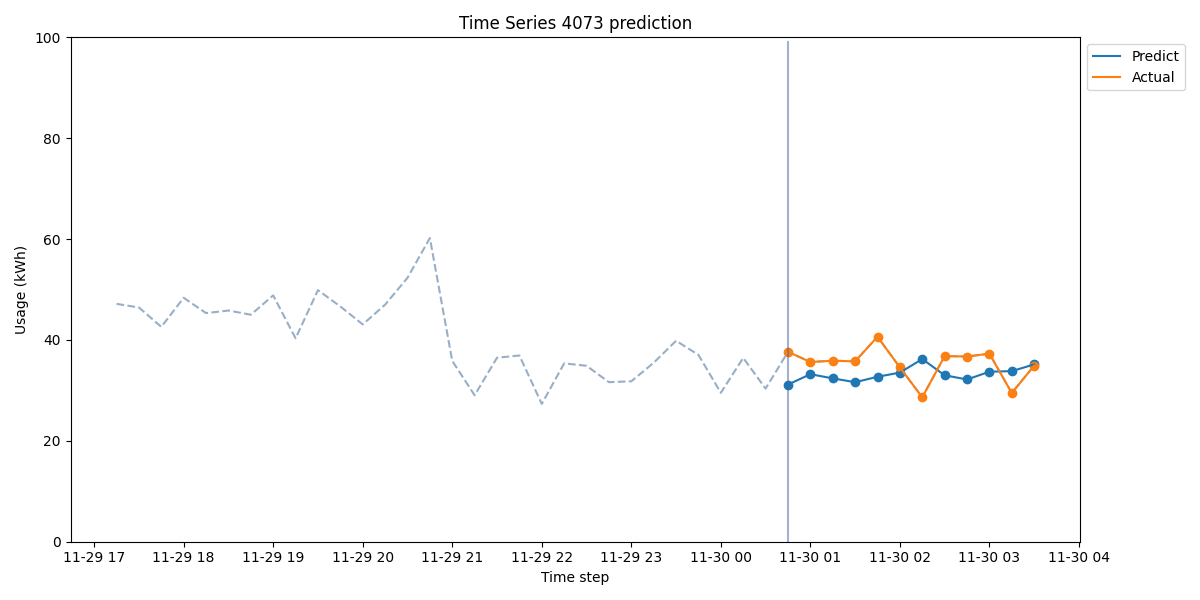 Time Series 4073 prediction
100
80
60
40
20
0
Usage (kWh)
11-29 17 11-29 18 11-29 19 11-29 20 11-29 21 11-29 22 11-29 23 11-30 00 11-30 01 11-30 02 11-30 03 11-30 04
Time step
Predict
Actual